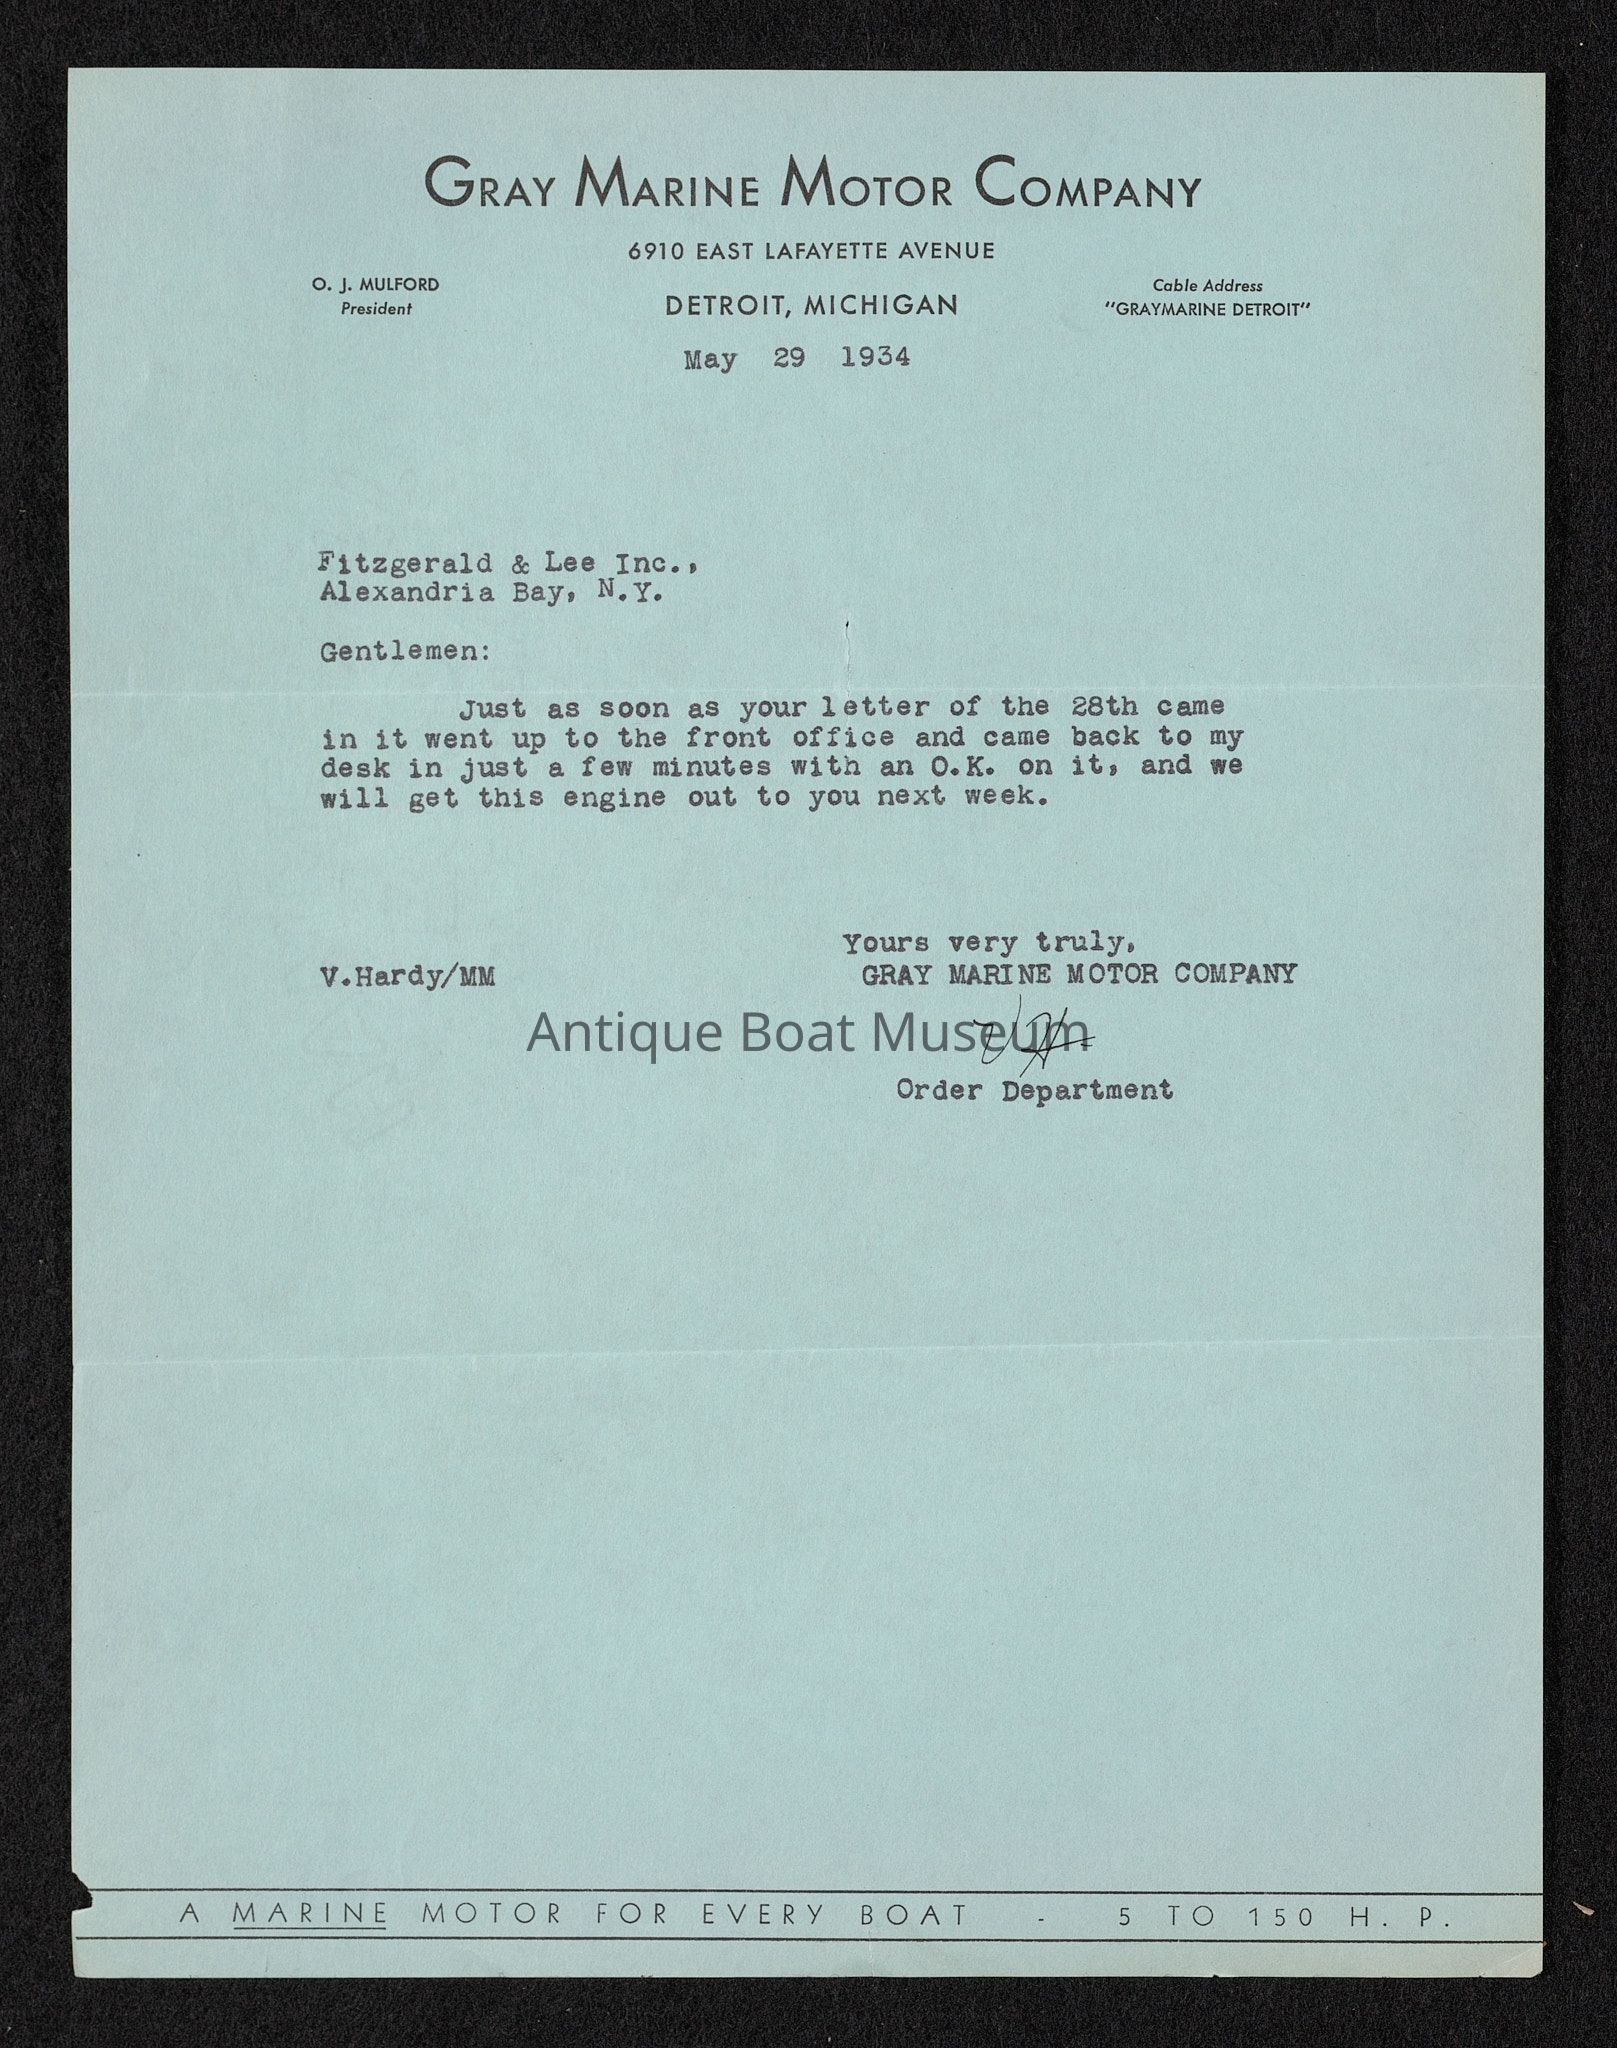 GRAY MARINE MOTOR COMPANY
6910 EAST LAFAYETTE AVENUE
O. J. MULFORD
President
DETROIT, MICHIGAN
Cable Address
"GRAYMARINE DETROIT"
May 29 1934
Fitzgerald & Lee Inc.,
Alexandria Bay, N.Y.
Gentlemen:
Just as soon as your letter of the 28th came
in it went up to the front office and came back to my
desk in just a few minutes with an O.K. on it, and we
will get this engine out to you next week.
Yours very truly,
V.Hardy/MM
GRAY MARINE MOTOR COMPANY
Antique Boat Museum
VH
Order Department
A MARINE MOTOR FOR EVERY BOAT - 5 TO 150 H. P.